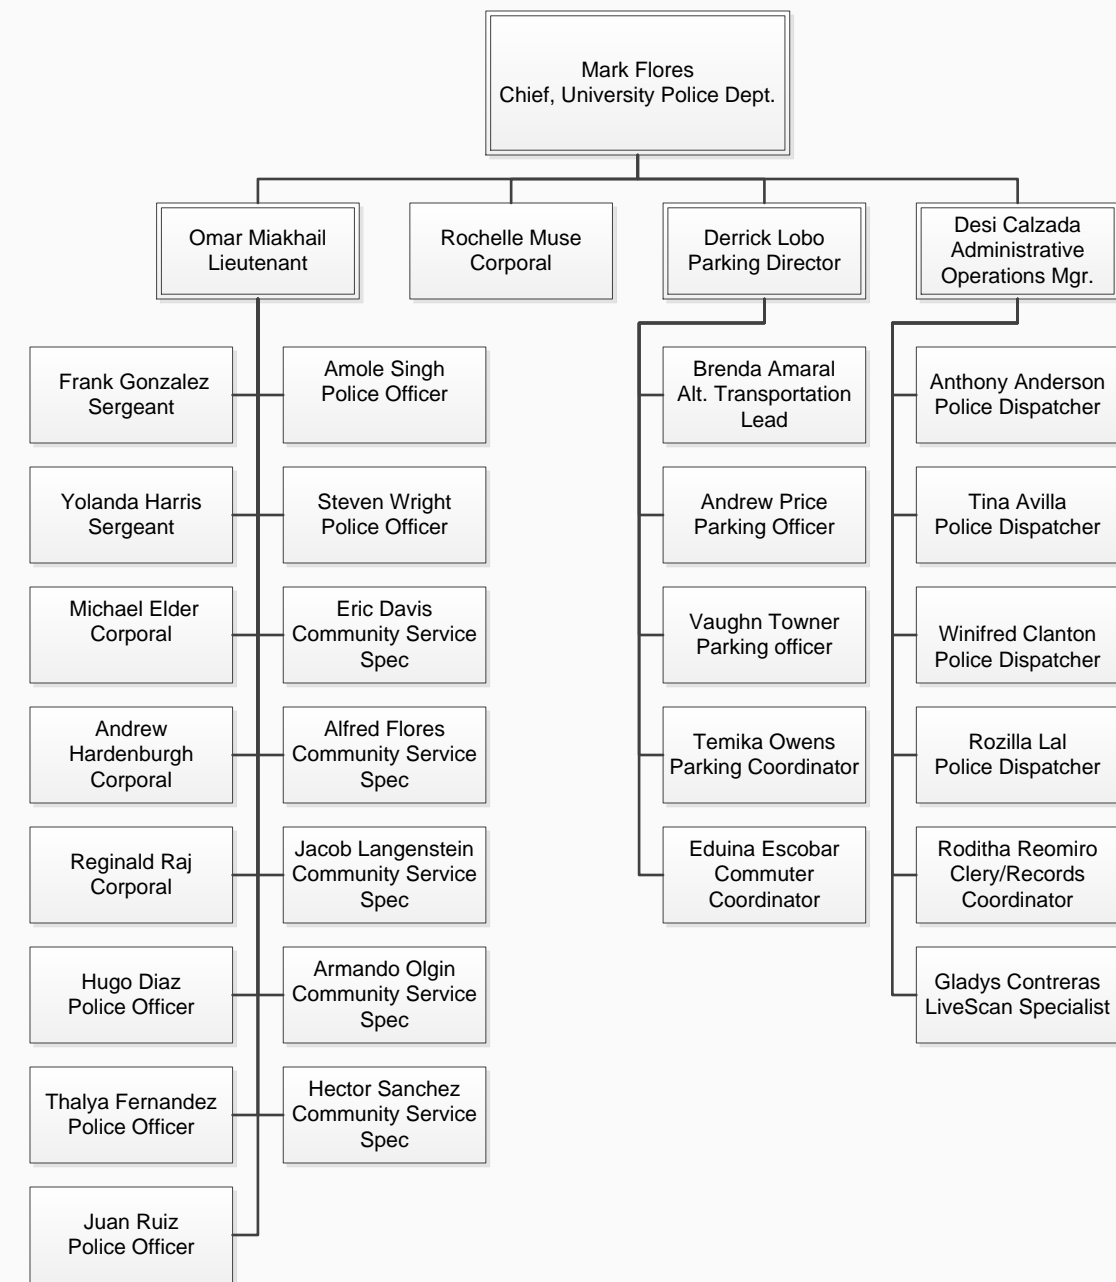 Mark Flores
Chief, University Police Dept.
Omar Miakhail
Lieutenant
Rochelle Muse
Corporal
Derrick Lobo
Parking Director
Desi Calzada
Administrative
Operations Mgr.
Frank Gonzalez
Sergeant
Yolanda Harris
Sergeant
Michael Elder
Corporal
Andrew
Hardenburgh
Corporal
Reginald Raj
Corporal
Hugo Diaz
Police Officer
Thalya Fernandez
Police Officer
Juan Ruiz
Police Officer
Amole Singh
Police Officer
Steven Wright
Police Officer
Eric Davis
Community Service
Spec
Alfred Flores
Community Service
Spec
Jacob Langenstein
Community Service
Spec
Armando Olgin
Community Service
Spec
Hector Sanchez
Community Service
Spec
Brenda Amaral
Alt. Transportation
Lead
Andrew Price
Parking Officer
Vaughn Towner
Parking officer
Temika Owens
Parking Coordinator
Eduina Escobar
Commuter
Coordinator
Anthony Anderson
Police Dispatcher
Tina Avilla
Police Dispatcher
Winifred Clanton
Police Dispatcher
Rozilla Lal
Police Dispatcher
Roditha Reomiro
Clery/Records
Coordinator
Gladys Contreras
LiveScan Specialist